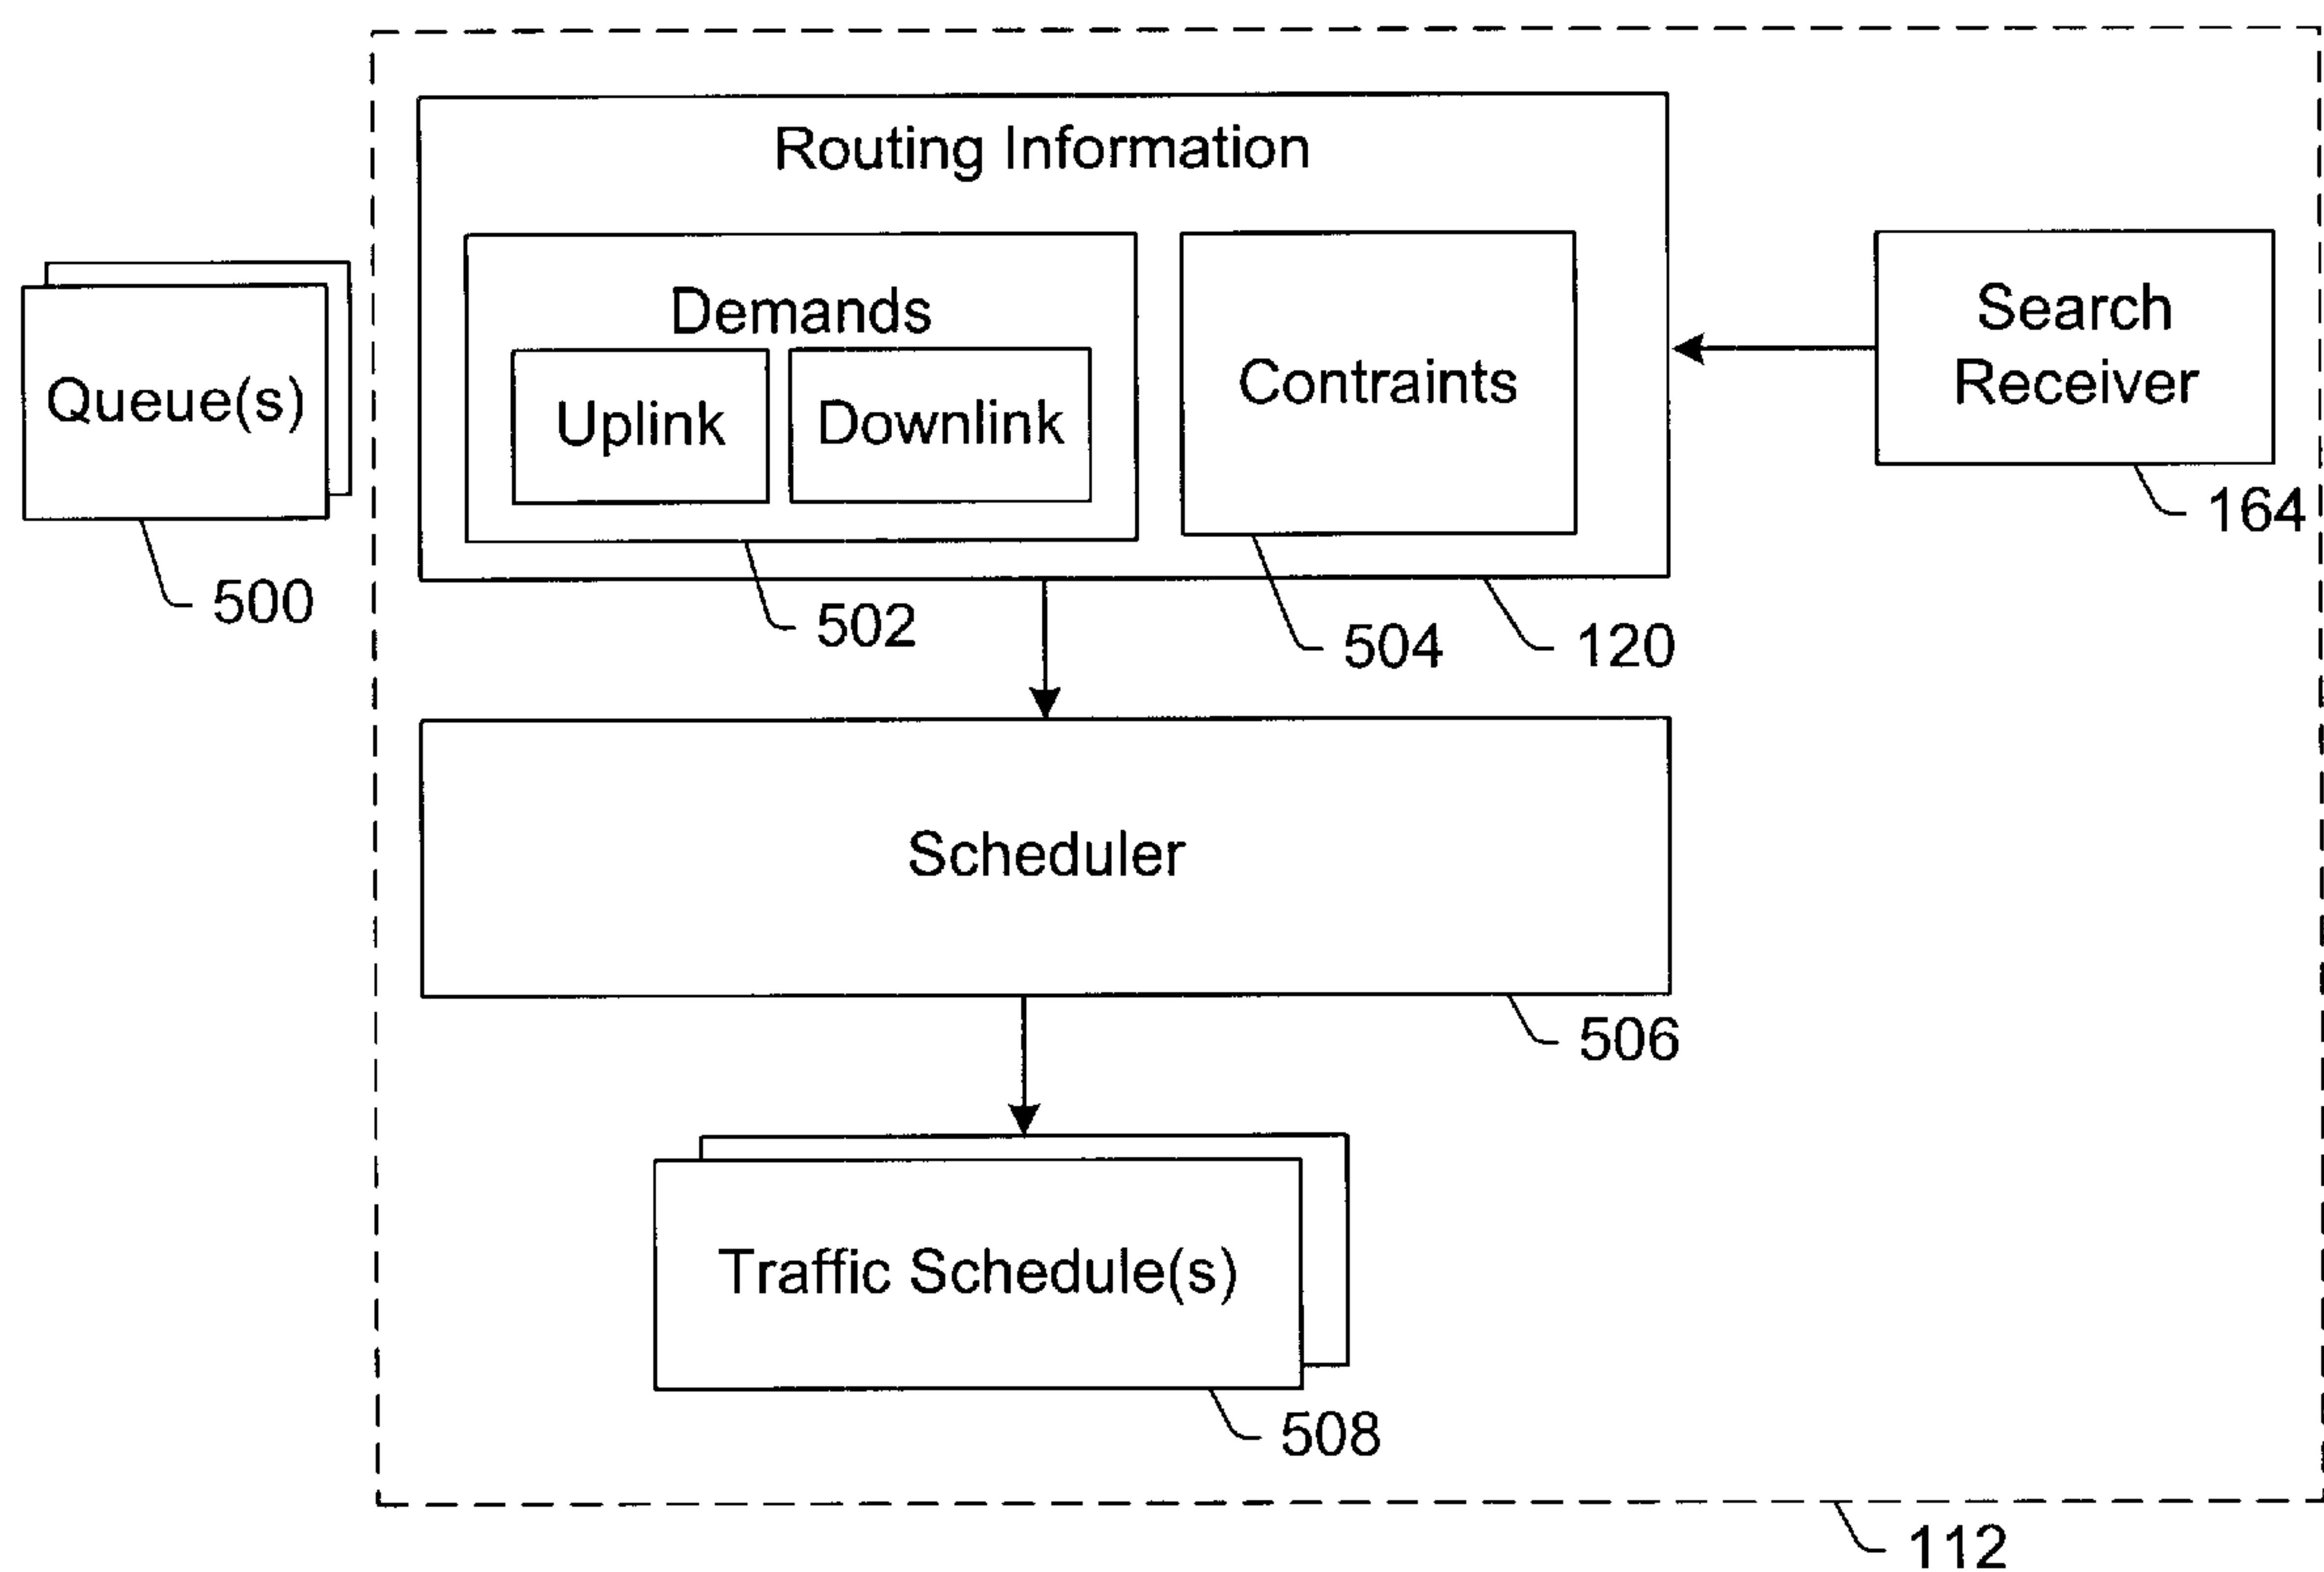 Routing Information
Demands
Uplink
Downlink
Contraints
Search
Receiver
164
Queue(s)
500
502
504
120
Scheduler
506
Traffic Schedule(s)
508
112